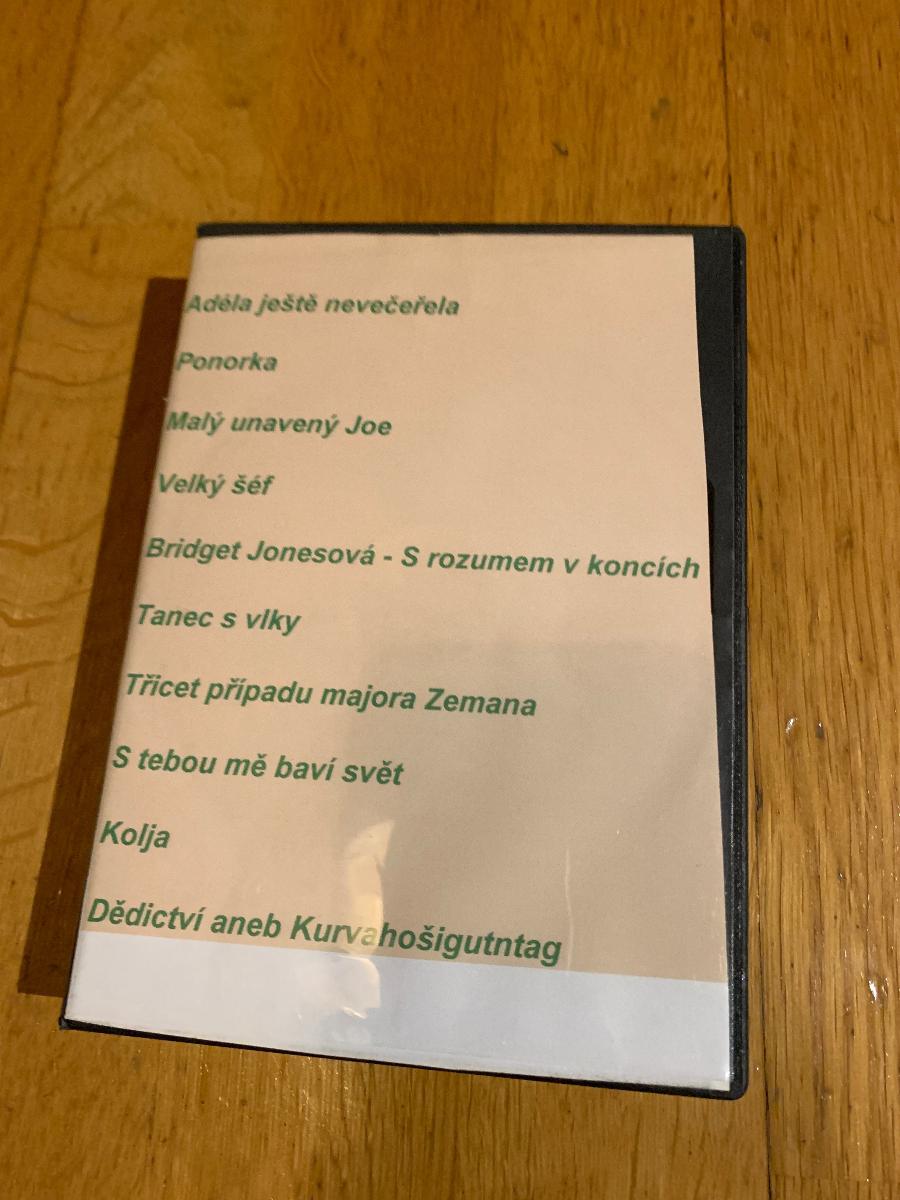 Adéla ještě nevečeřela
Ponorka
Malý unavený Joe
Velký šéf
Bridget Jonesová - S rozumem v koncích
Tanec s vlky
Třicet případu majora Zemana
S tebou mě baví svět
Kolja
Dědictví aneb Kurvahošigutntag